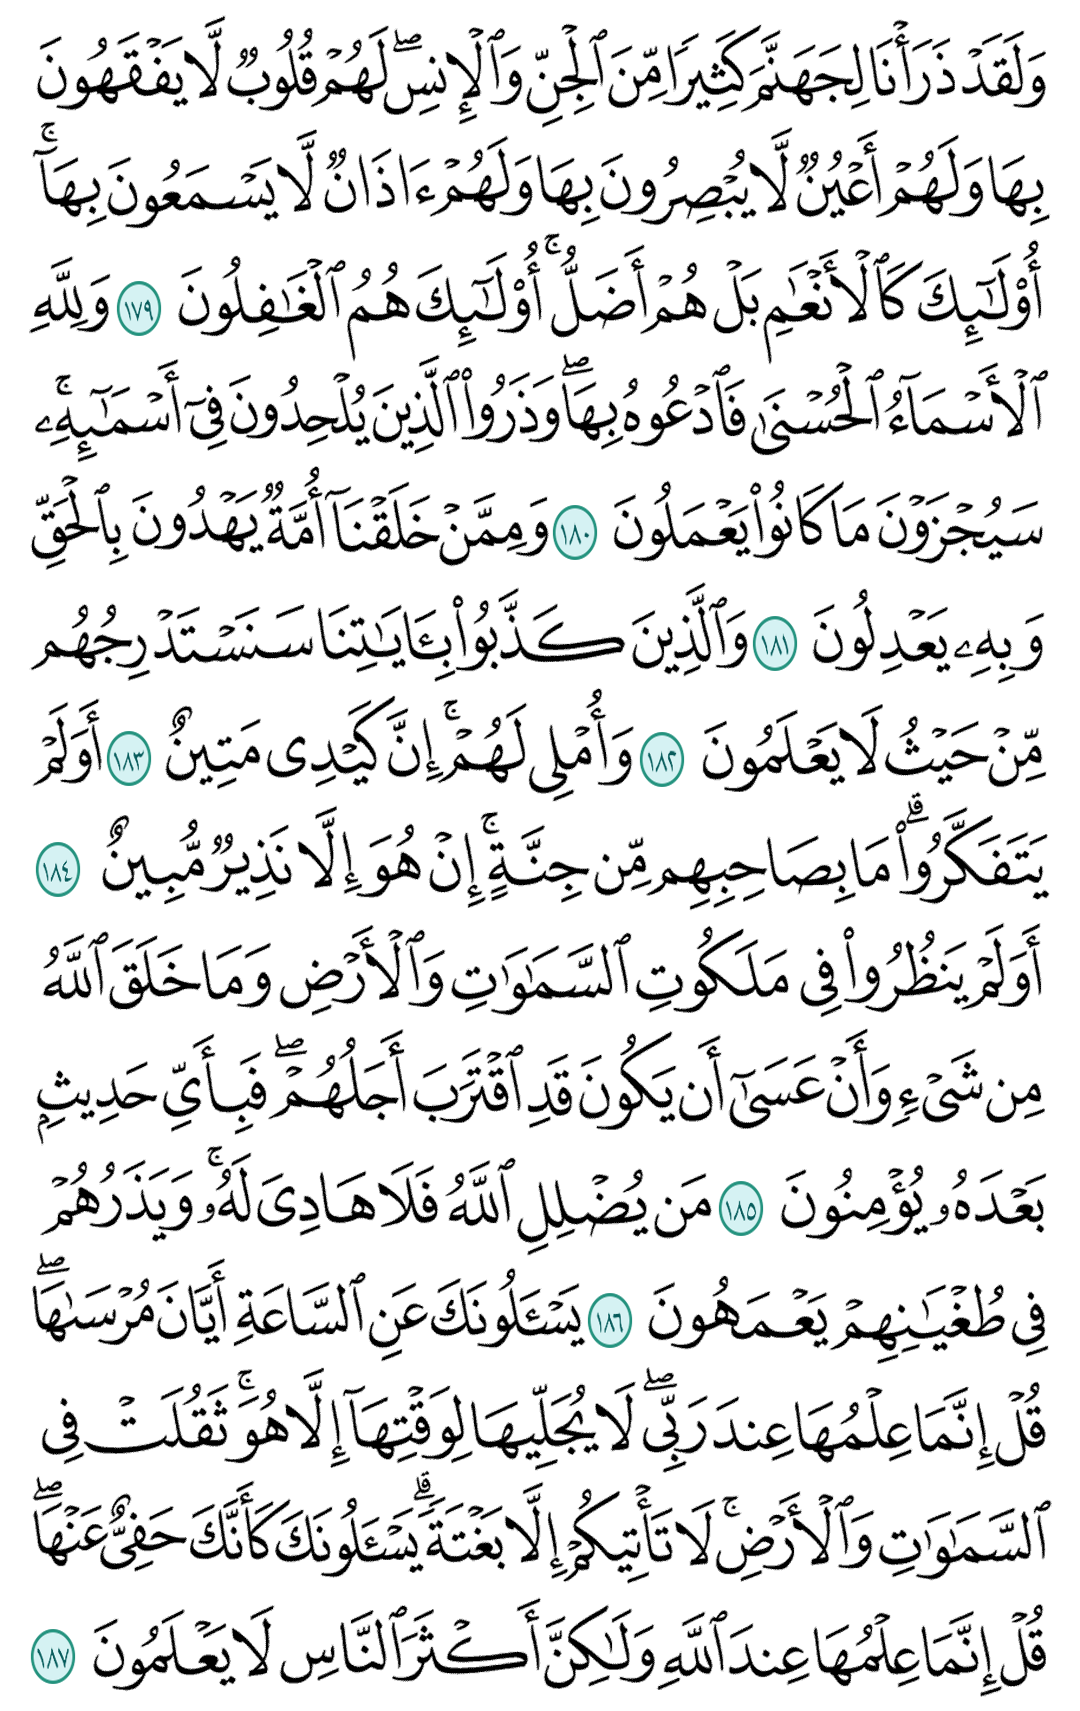 وَلَقَدۡ ذَرَأۡنَا لِجَهَنَّمَ كَثِيرٗا مِّنَ ٱلۡجِنِّ وَٱلۡإِنسِۖ لَهُمۡ قُلُوبٞ لَّا يَفۡقَهُونَ
بِهَا وَلَهُمۡ أَعۡيُنٞ لَّا يُبۡصِرُونَ بِهَا وَلَهُمۡ ءَاذَانٞ لَّا يَسۡمَعُونَ بِهَآۚ
أُوْلَٰٓئِكَ كَٱلۡأَنۡعَٰمِ بَلۡ هُمۡ أَضَلُّۚ أُوْلَٰٓئِكَ هُمُ ٱلۡغَٰفِلُونَ ١٧٩ وَلِلَّهِ
ٱلۡأَسۡمَآءُ ٱلۡحُسۡنَىٰ فَٱدۡعُوهُ بِهَاۖ وَذَرُواْ ٱلَّذِينَ يُلۡحِدُونَ فِيٓ أَسۡمَٰٓئِهِۦۚ
سَيُجۡزَوۡنَ مَا كَانُواْ يَعۡمَلُونَ ١٨٠ وَمِمَّنۡ خَلَقۡنَآ أُمَّةٞ يَهۡدُونَ بِٱلۡحَقِّ
وَبِهِۦ يَعۡدِلُونَ ١٨١ وَٱلَّذِينَ كَذَّبُواْ بِـَٔايَٰتِنَا سَنَسۡتَدۡرِجُهُم
مِّنۡ حَيۡثُ لَا يَعۡلَمُونَ ١٨٢ وَأُمۡلِي لَهُمۡۚ إِنَّ كَيۡدِي مَتِينٌ ١٨٣ أَوَلَمۡ
يَتَفَكَّرُواْۗ مَا بِصَاحِبِهِم مِّن جِنَّةٍۚ إِنۡ هُوَ إِلَّا نَذِيرٞ مُّبِينٌ ١٨٤
أَوَلَمۡ يَنظُرُواْ فِي مَلَكُوتِ ٱلسَّمَٰوَٰتِ وَٱلۡأَرۡضِ وَمَا خَلَقَ ٱللَّهُ
مِن شَيۡءٖ وَأَنۡ عَسَىٰٓ أَن يَكُونَ قَدِ ٱقۡتَرَبَ أَجَلُهُمۡۖ فَبِأَيِّ حَدِيثِۭ
بَعۡدَهُۥ يُؤۡمِنُونَ ١٨٥ مَن يُضۡلِلِ ٱللَّهُ فَلَا هَادِيَ لَهُۥۚ وَيَذَرُهُمۡ
فِي طُغۡيَٰنِهِمۡ يَعۡمَهُونَ ١٨٦ يَسۡـَٔلُونَكَ عَنِ ٱلسَّاعَةِ أَيَّانَ مُرۡسَىٰهَاۖ
قُلۡ إِنَّمَا عِلۡمُهَا عِندَ رَبِّيۖ لَا يُجَلِّيهَا لِوَقۡتِهَآ إِلَّا هُوَۚ ثَقُلَتۡ فِي
ٱلسَّمَٰوَٰتِ وَٱلۡأَرۡضِۚ لَا تَأۡتِيكُمۡ إِلَّا بَغۡتَةٗۗ يَسۡـَٔلُونَكَ كَأَنَّكَ حَفِيٌّ عَنۡهَاۖ
قُلۡ إِنَّمَا عِلۡمُهَا عِندَ ٱللَّهِ وَلَٰكِنَّ أَكۡثَرَ ٱلنَّاسِ لَا يَعۡلَمُونَ ١٨٧